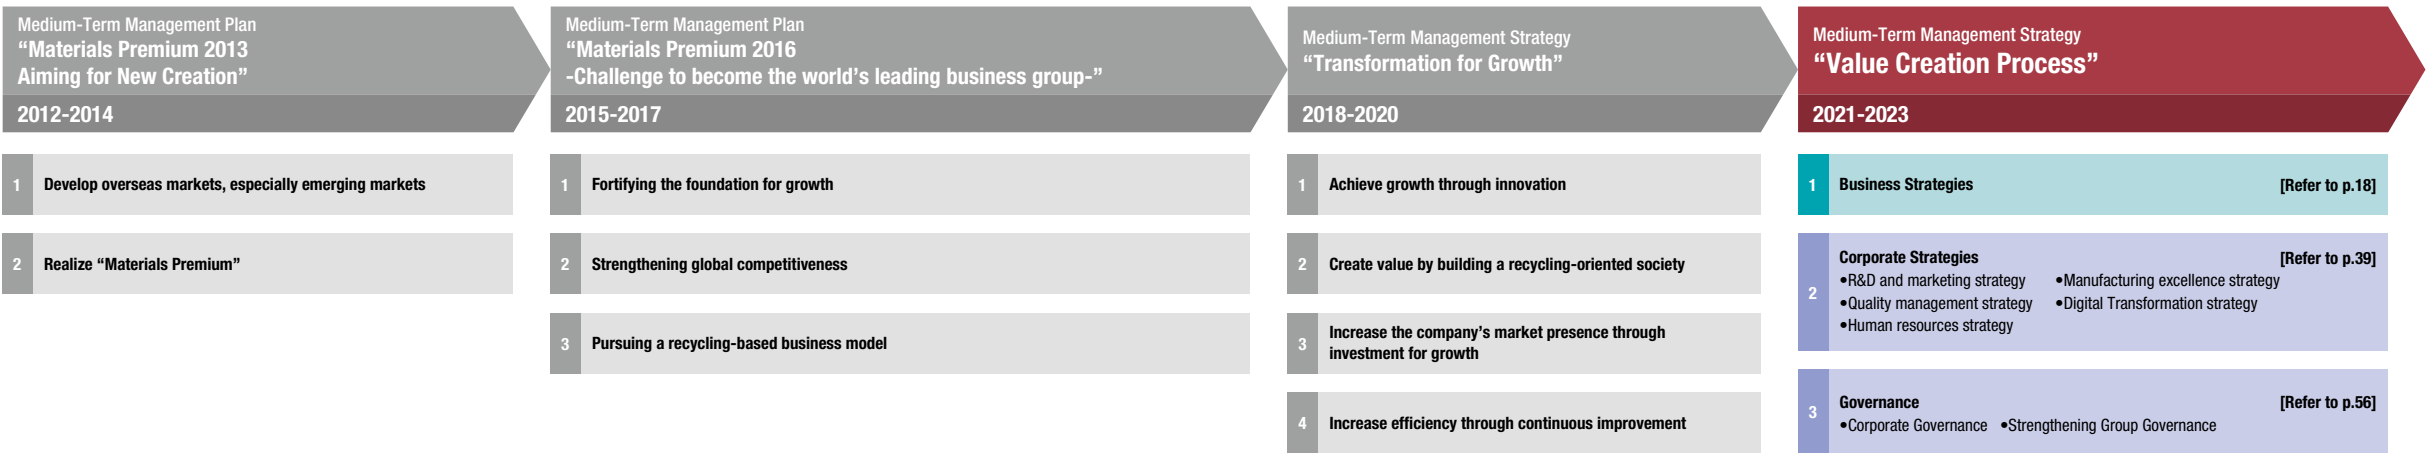 Medium-Term Management Plan
“Materials Premium 2013
Aiming for New Creation”
2012-2014
1 Develop overseas markets, especially emerging markets
2 Realize “Materials Premium”
Medium-Term Management Plan
“Materials Premium 2016
-Challenge to become the world’s leading business group-”
2015-2017
1 Fortifying the foundation for growth
2 Strengthening global competitiveness
3 Pursuing a recycling-based business model
Medium-Term Management Strategy
“Transformation for Growth”
2018-2020
1 Achieve growth through innovation
2 Create value by building a recycling-oriented society
3 Increase the company’s market presence through
investment for growth
4 Increase efficiency through continuous improvement
Medium-Term Management Strategy
“Value Creation Process”
2021-2023
1 Business Strategies [Refer to p.18]
2 Corporate Strategies [Refer to p.39]
•R&D and marketing strategy •Manufacturing excellence strategy
•Quality management strategy •Digital Transformation strategy
•Human resources strategy
3 Governance [Refer to p.56]
•Corporate Governance •Strengthening Group Governance